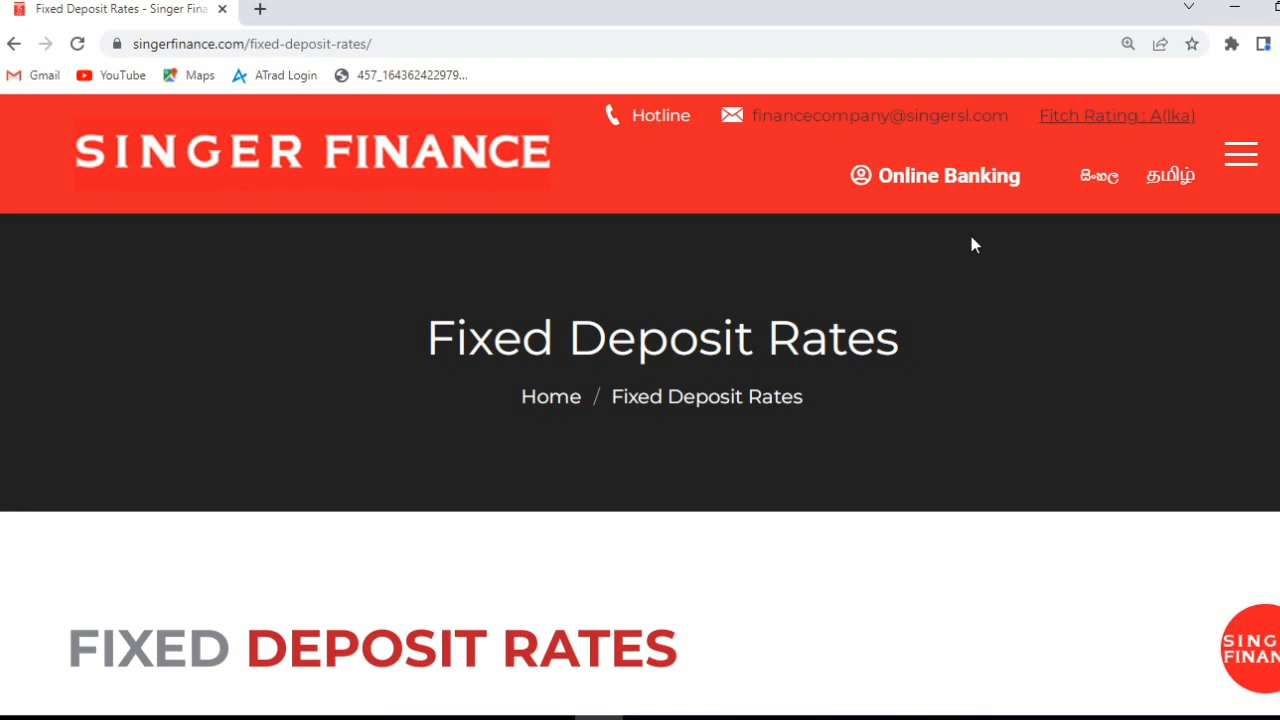 Fixed Deposit Rates - Singer Fina
singerfinance.com/fixed-deposit-rates/
Gmail YouTube Maps ATrad Login 457_164362422979...
Hotline financecompany@singersl.com Fitch Rating : A(lka)
SINGER FINANCE
Online Banking සිංහල தமிழ்
Fixed Deposit Rates
Home / Fixed Deposit Rates
FIXED DEPOSIT RATES
SING
FINAN